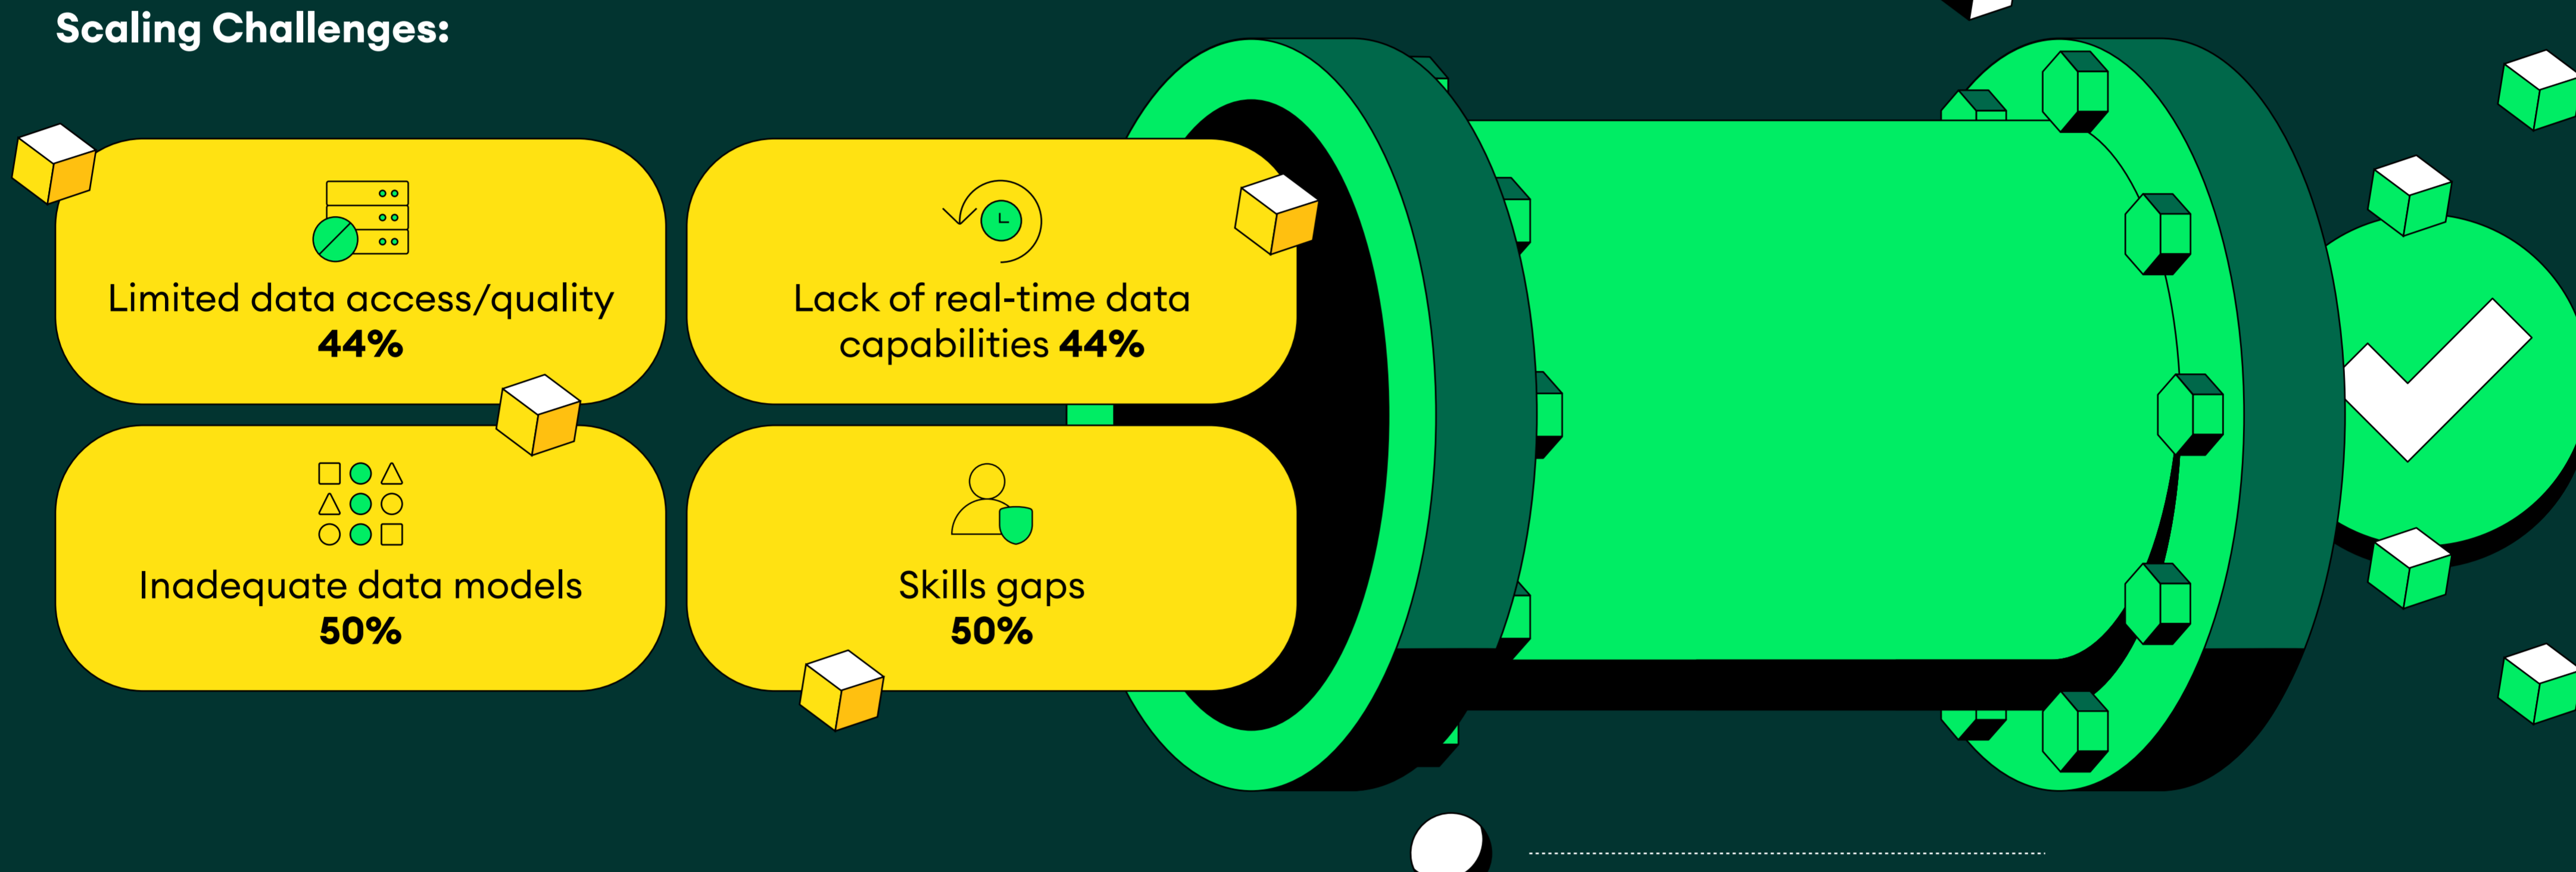 Scaling Challenges:
Limited data access/quality
44%
Lack of real-time data
capabilities 44%
Inadequate data models
50%
Skills gaps
50%